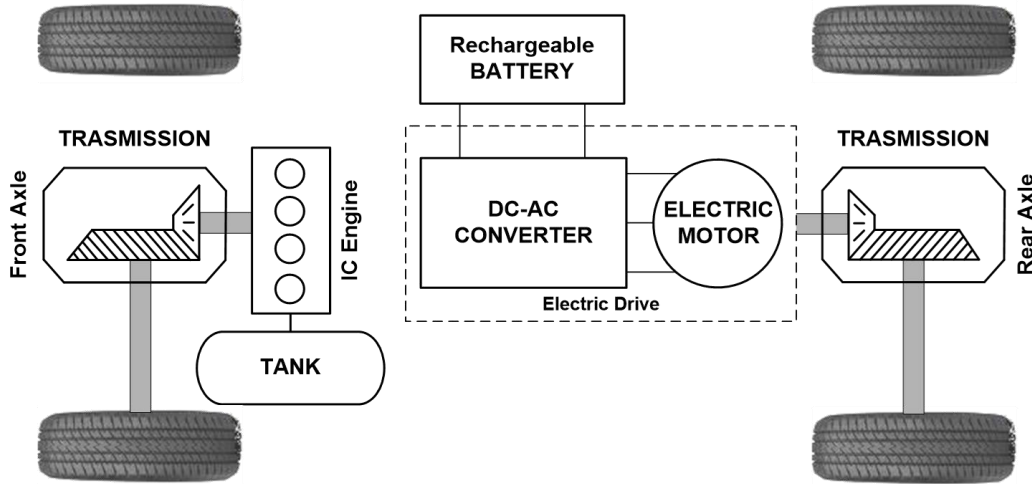 Rechargeable
BATTERY
TRASMISSION
TRASMISSION
Front Axle
IC Engine
DC-AC
CONVERTER
ELECTRIC
MOTOR
Rear Axle
Electric Drive
TANK